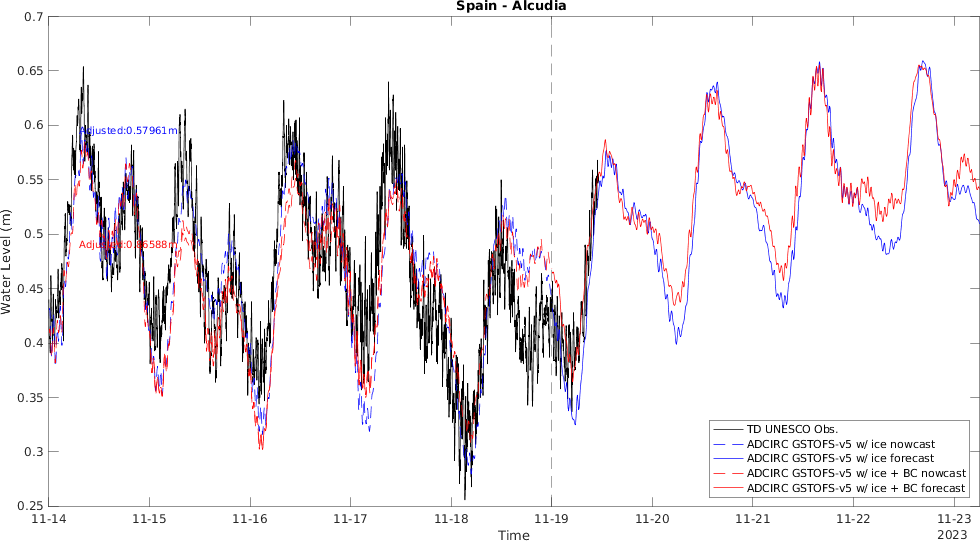 Spain - Alcudia
Water Level (m)
0.7
0.65
0.6
0.55
0.5
0.45
0.4
0.35
0.3
0.25
Adjusted:0.57961m
TD UNESCO Obs.
ADCIRC GSTOFS-v5 w/ ice nowcast
ADCIRC GSTOFS-v5 w/ ice forecast
ADCIRC GSTOFS-v5 w/ ice + BC nowcast
ADCIRC GSTOFS-v5 w/ ice + BC forecast
11-14 11-15 11-16 11-17 11-18 11-19 11-20 11-21 11-22 11-23
2023
Time